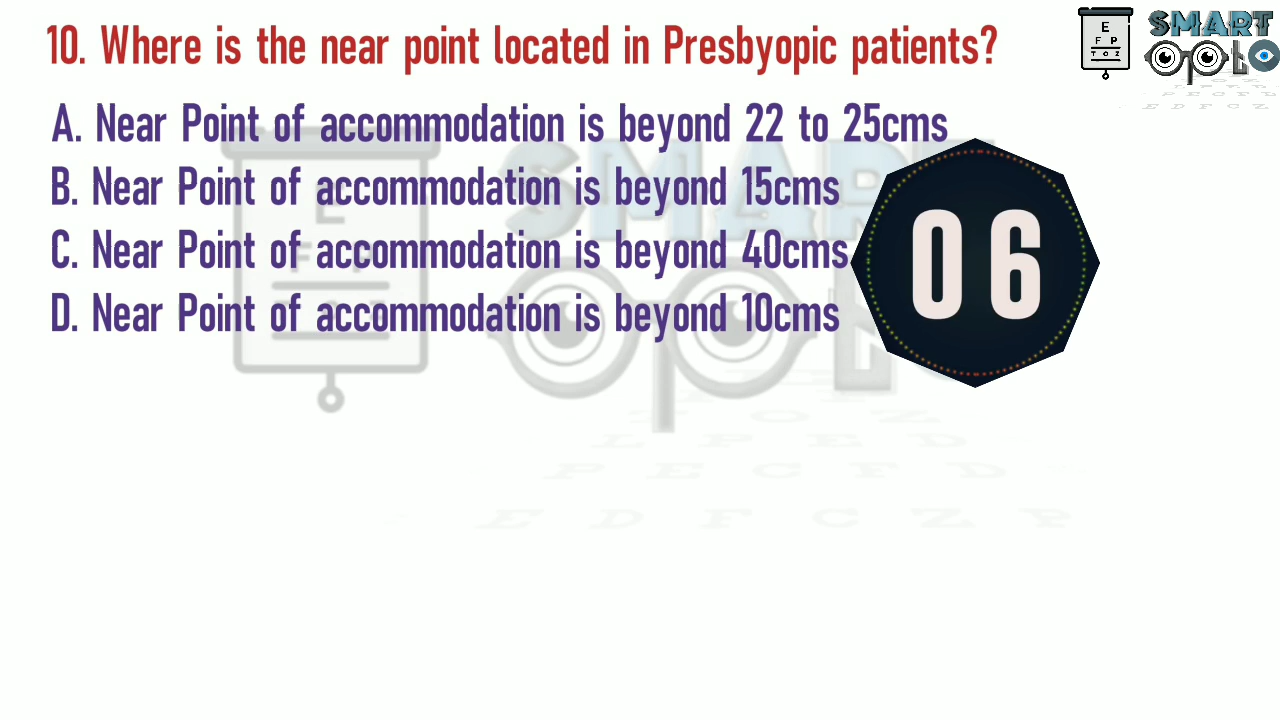 10. Where is the near point located in Presbyopic patients?
A. Near Point of accommodation is beyond 22 to 25cms
B. Near Point of accommodation is beyond 15cms
C. Near Point of accommodation is beyond 40cms
D. Near Point of accommodation is beyond 10cms
06
E
F P
T O Z
SMART
E
F P
SMAR
L P E D
P E C F D
E D F C Z P